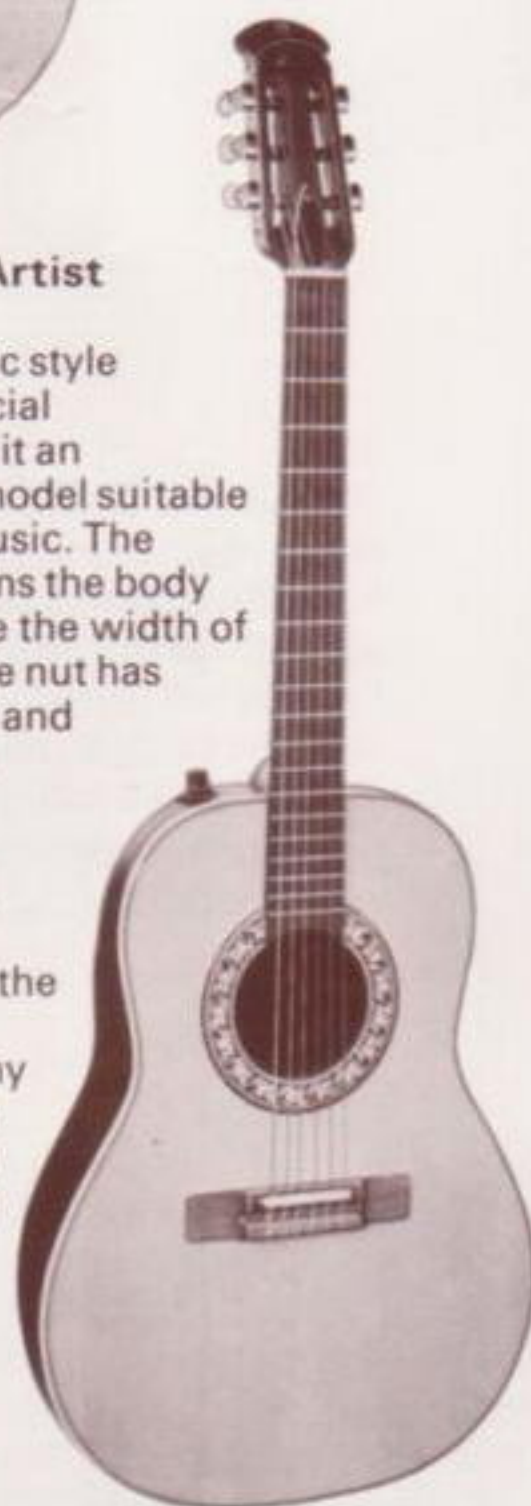 Artist
c style
cial
it an
model suitable
usic. The
ns the body
e the width of
e nut has
and
the
ny